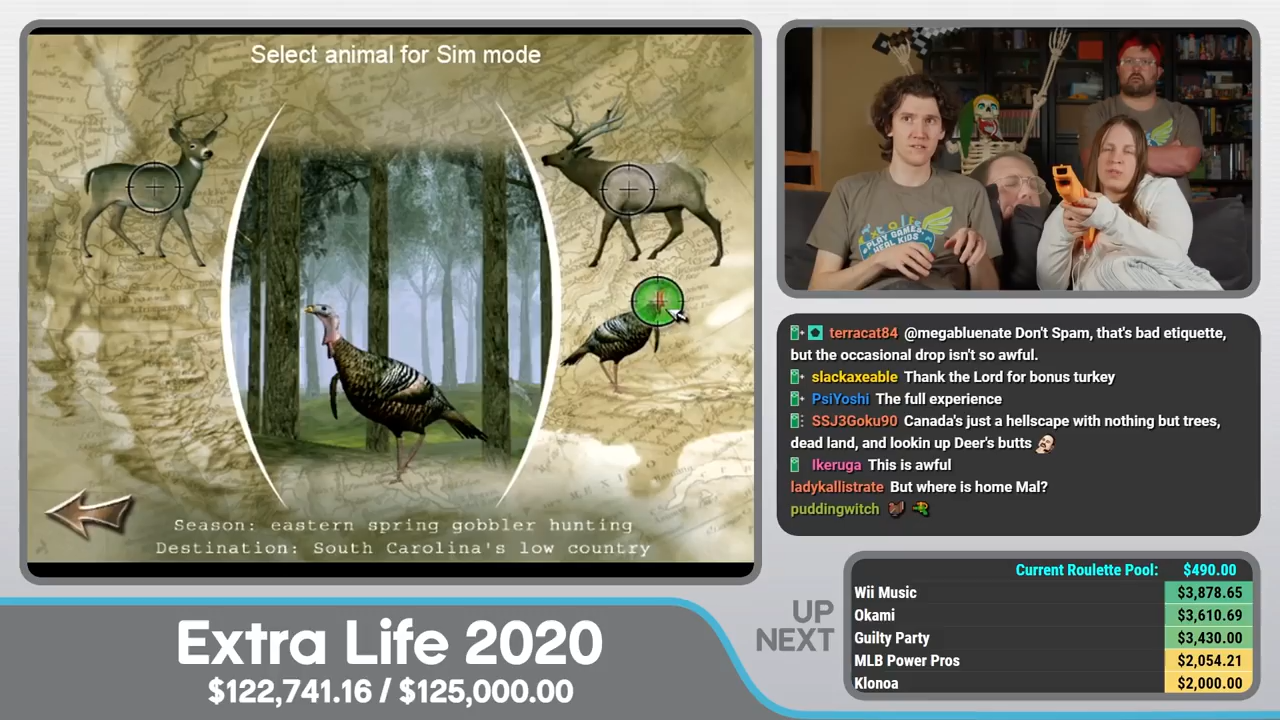 Select animal for Sim mode
Season: eastern spring gobbler hunting
Destination: South Carolina's low country
PLAY GAMES,
HEAL KIDS
terracat84 @megabluenate Don't Spam, that's bad etiquette,
but the occasional drop isn't so awful.
slackaxeable Thank the Lord for bonus turkey
PsiYoshi The full experience
SSJ3Goku90 Canada's just a hellscape with nothing but trees,
dead land, and lookin up Deer's butts
Ikeruga This is awful
ladykallistrate But where is home Mal?
puddingwitch
Extra Life 2020
$122,741.16 / $125,000.00
UP
NEXT
Current Roulette Pool: $490.00
Wii Music $3,878.65
Okami $3,610.69
Guilty Party $3,430.00
MLB Power Pros $2,054.21
Klonoa $2,000.00